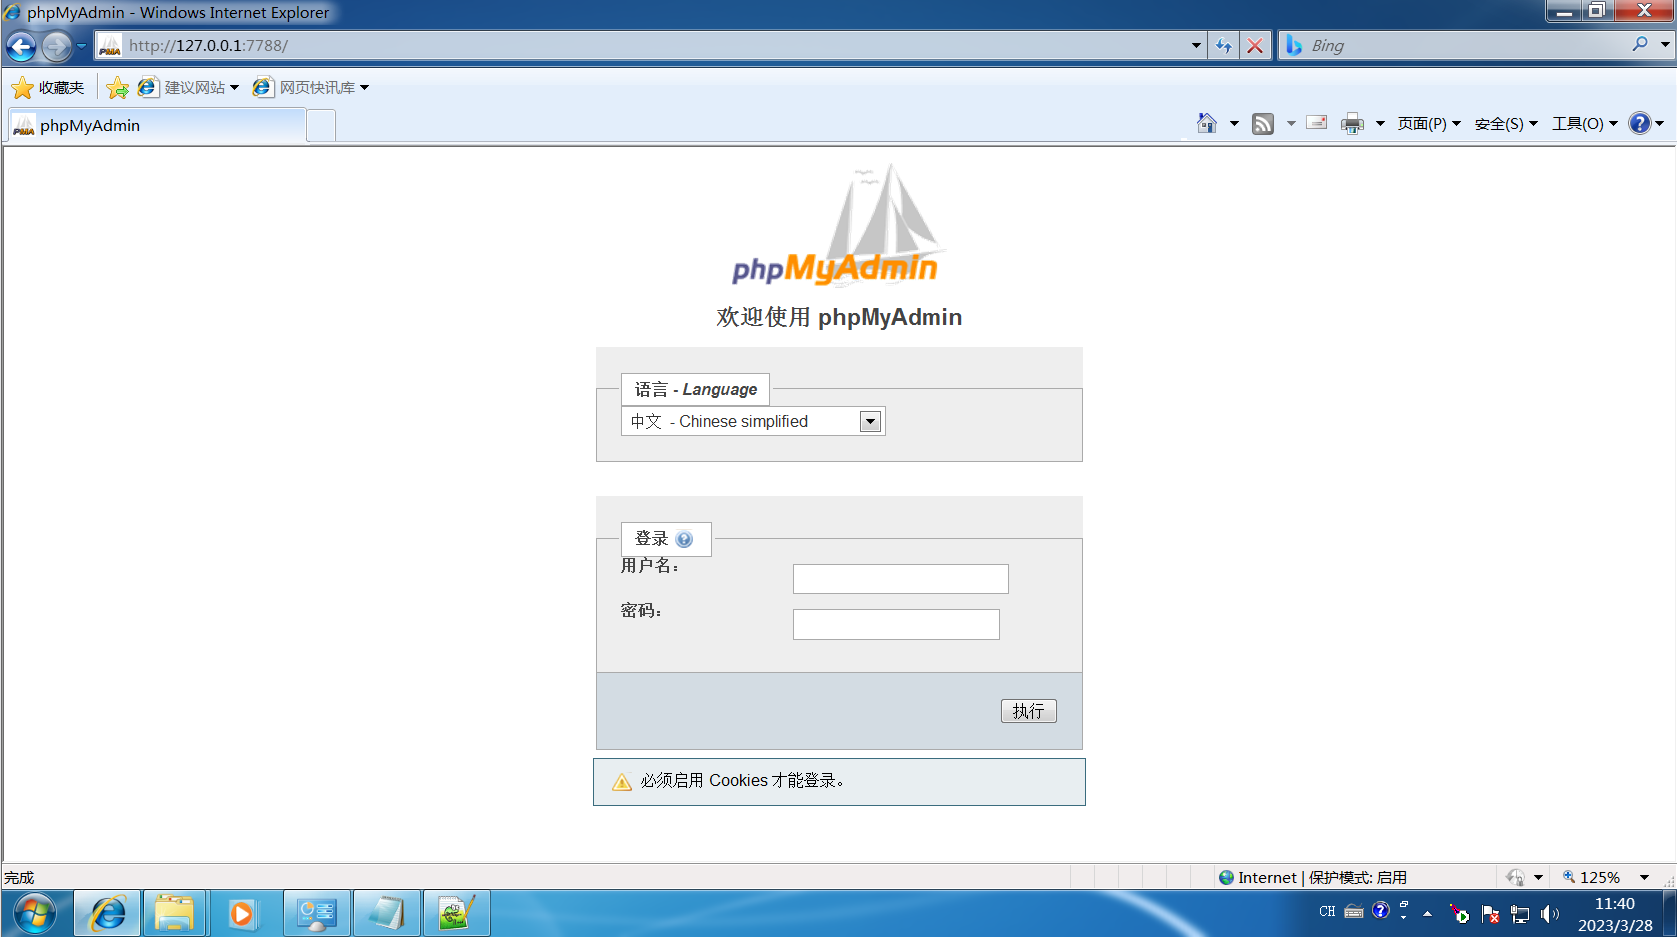 phpMyAdmin - Windows Internet Explorer
http://127.0.0.1:7788/
Bing
收藏夹
建议网站
网页快讯库
phpMyAdmin
页面(P)
安全(S)
工具(O)
phpMyAdmin
欢迎使用 phpMyAdmin
语言 - Language
中文 - Chinese simplified
登录
用户名：
密码：
执行
必须启用 Cookies 才能登录。
完成
Internet | 保护模式: 启用
125%
CH
11:40
2023/3/28